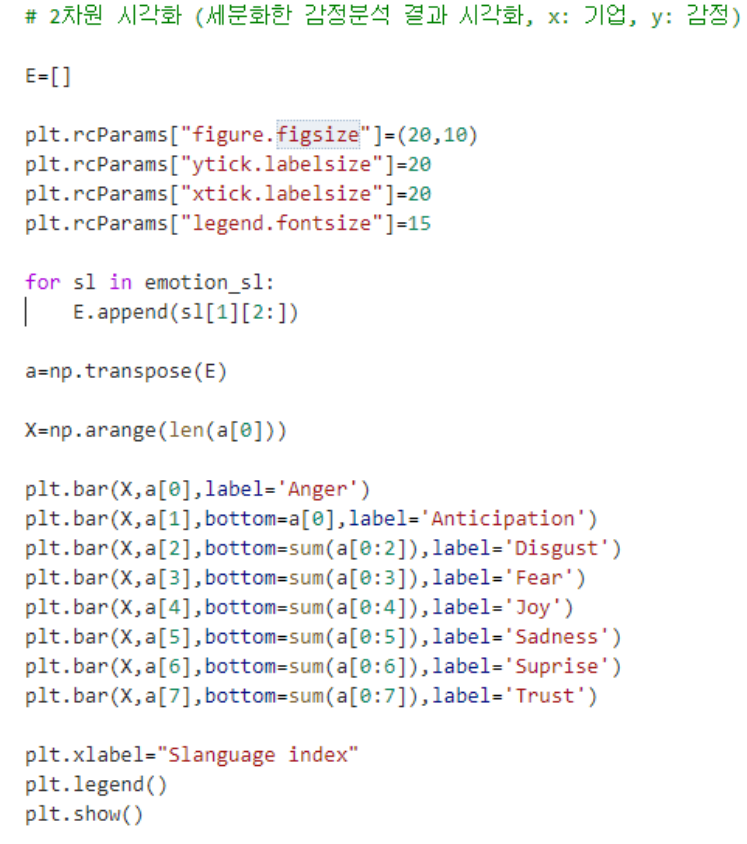 # 2차원 시각화 (세분화한 감정분석 결과 시각화, x: 기업, y: 감정)
E=[]
plt.rcParams["figure.figsize"]=(20,10)
plt.rcParams["ytick.labelsize"]=20
plt.rcParams["xtick.labelsize"]=20
plt.rcParams["legend.fontsize"]=15
for sl in emotion_sl:
    E.append(sl[1][2:])
a=np.transpose(E)
X=np.arange(len(a[0]))
plt.bar(X,a[0],label='Anger')
plt.bar(X,a[1],bottom=a[0],label='Anticipation')
plt.bar(X,a[2],bottom=sum(a[0:2]),label='Disgust')
plt.bar(X,a[3],bottom=sum(a[0:3]),label='Fear')
plt.bar(X,a[4],bottom=sum(a[0:4]),label='Joy')
plt.bar(X,a[5],bottom=sum(a[0:5]),label='Sadness')
plt.bar(X,a[6],bottom=sum(a[0:6]),label='Suprise')
plt.bar(X,a[7],bottom=sum(a[0:7]),label='Trust')
plt.xlabel="Slanguage index"
plt.legend()
plt.show()